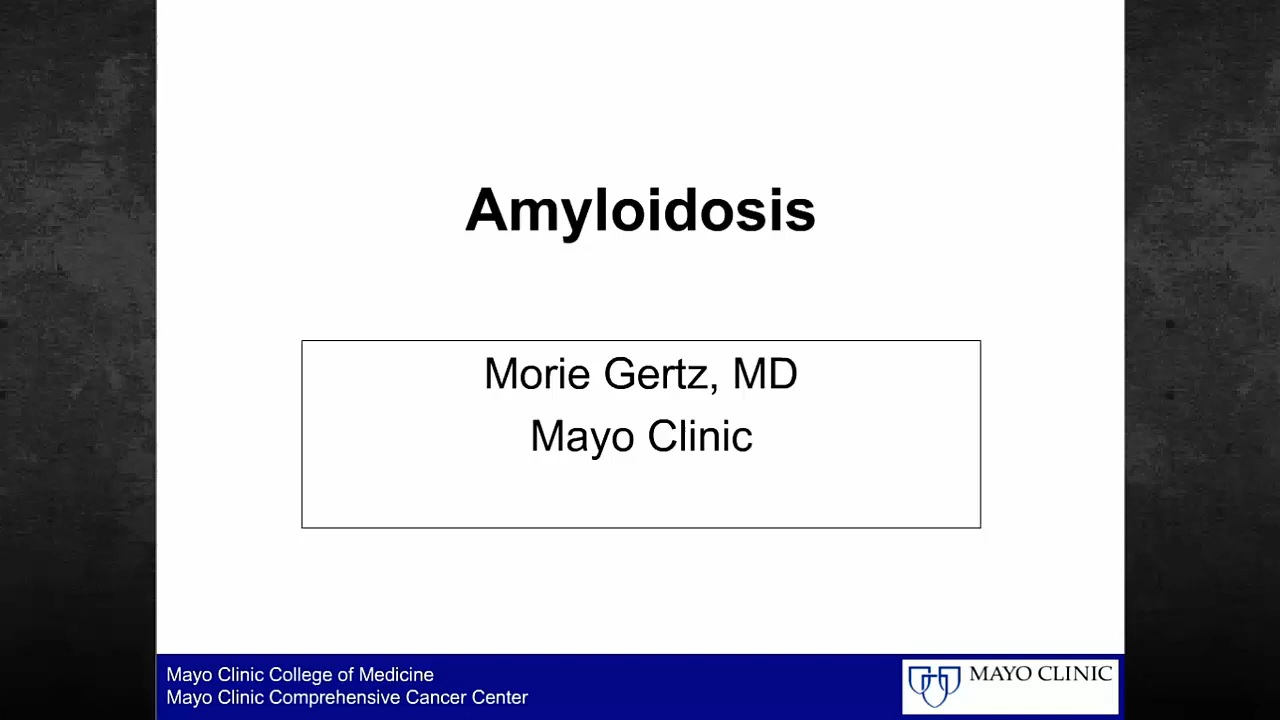 Amyloidosis
Morie Gertz, MD
Mayo Clinic
Mayo Clinic College of Medicine
Mayo Clinic Comprehensive Cancer Center
MAYO CLINIC